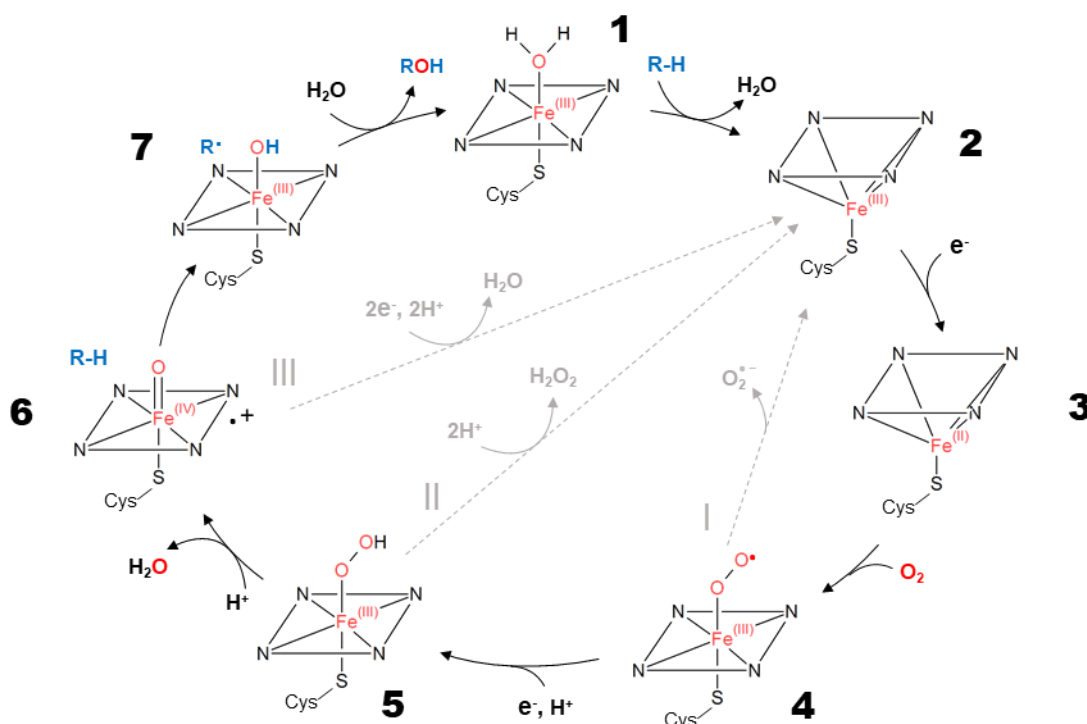 1
H H
O
Fe(III)
N N
N N
S
Cys
R-H
H2O
2
N N
N N
Fe(III)
S
Cys
e-
3
N N
N N
Fe(II)
S
Cys
O2
4
O•
O
Fe(III)
N N
N N
S
Cys
e-, H+
5
OH
O
Fe(III)
N N
N N
S
Cys
H+
H2O
6
R-H
O
Fe(IV)
N N
N N
•+
S
Cys
7
R•
OH
Fe(III)
N N
N N
S
Cys
H2O
ROH
I
O2•−
II
2H+
H2O2
III
2e-, 2H+
H2O